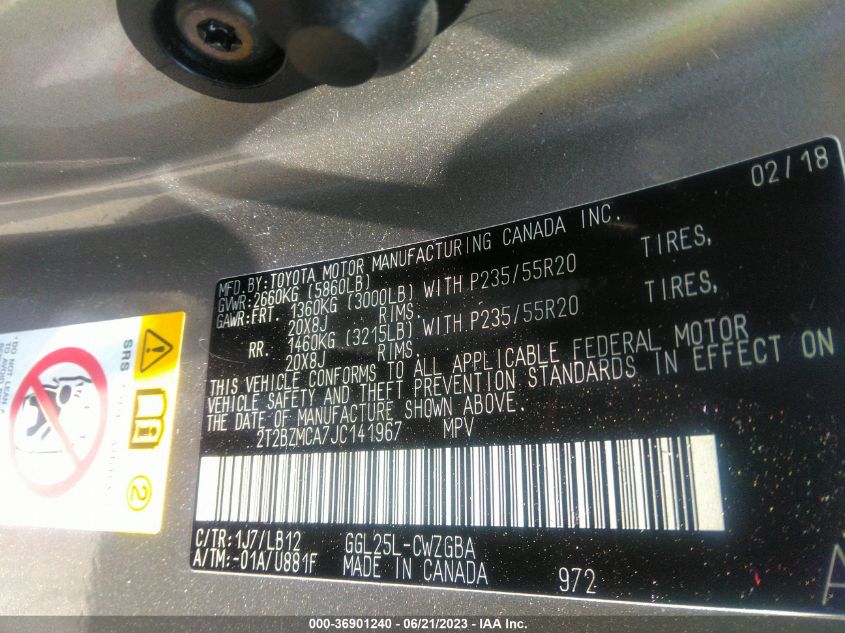 02/18
MFD. BY: TOYOTA MOTOR MANUFACTURING CANADA INC.
GVWR: 2660KG (5860LB)
GAWR: FRT. 1360KG (3000LB) WITH P235/55R20 TIRES,
20X8J RIMS.
RR. 1460KG (3215LB) WITH P235/55R20 TIRES,
20X8J RIMS.
THIS VEHICLE CONFORMS TO ALL APPLICABLE FEDERAL MOTOR
VEHICLE SAFETY AND THEFT PREVENTION STANDARDS IN EFFECT ON
THE DATE OF MANUFACTURE SHOWN ABOVE.
2T2BZMCA7JC141967 MPV
C/TR: 1J7/LB12 GGL25L-CWZGBA
A/TM: -01A/U881F MADE IN CANADA 972
A
SRS
• DO NOT LEAN
2
000-36901240 - 06/21/2023 - IAA Inc.